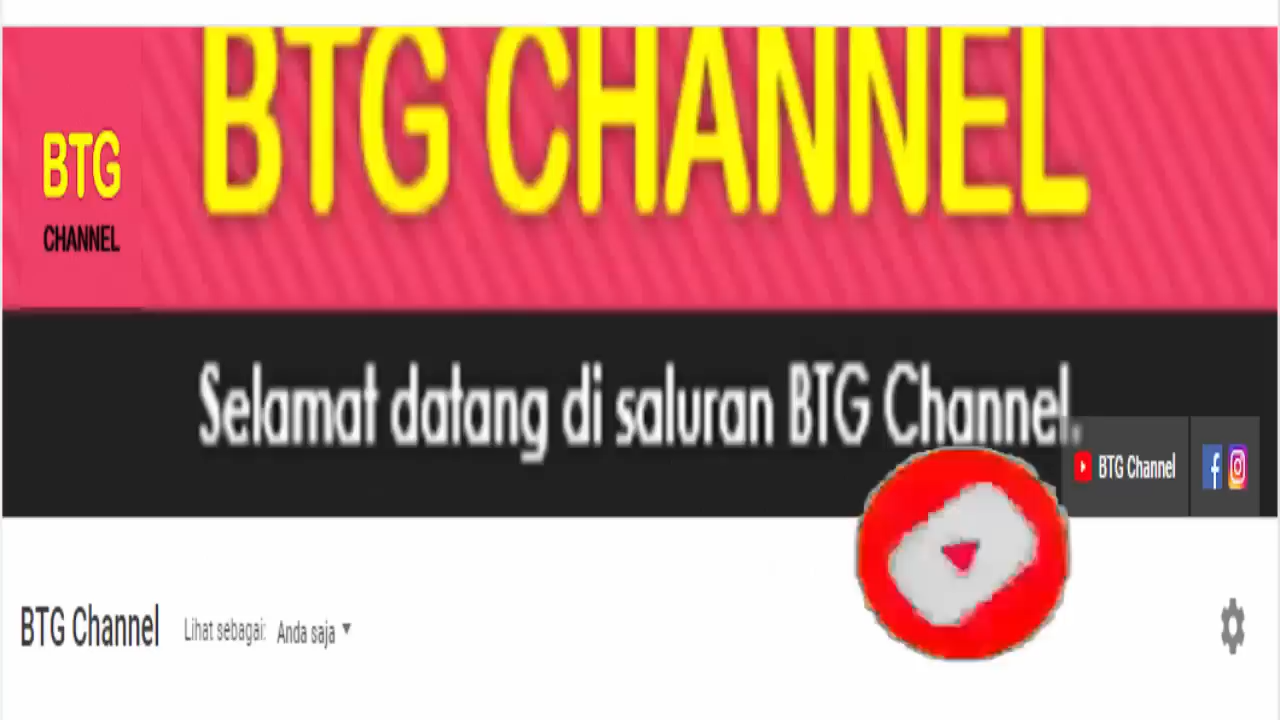 BTG CHANNEL
BTG
CHANNEL
Selamat datang di saluran BTG Channel.
BTG Channel
BTG Channel
Lihat sebagai: Anda saja